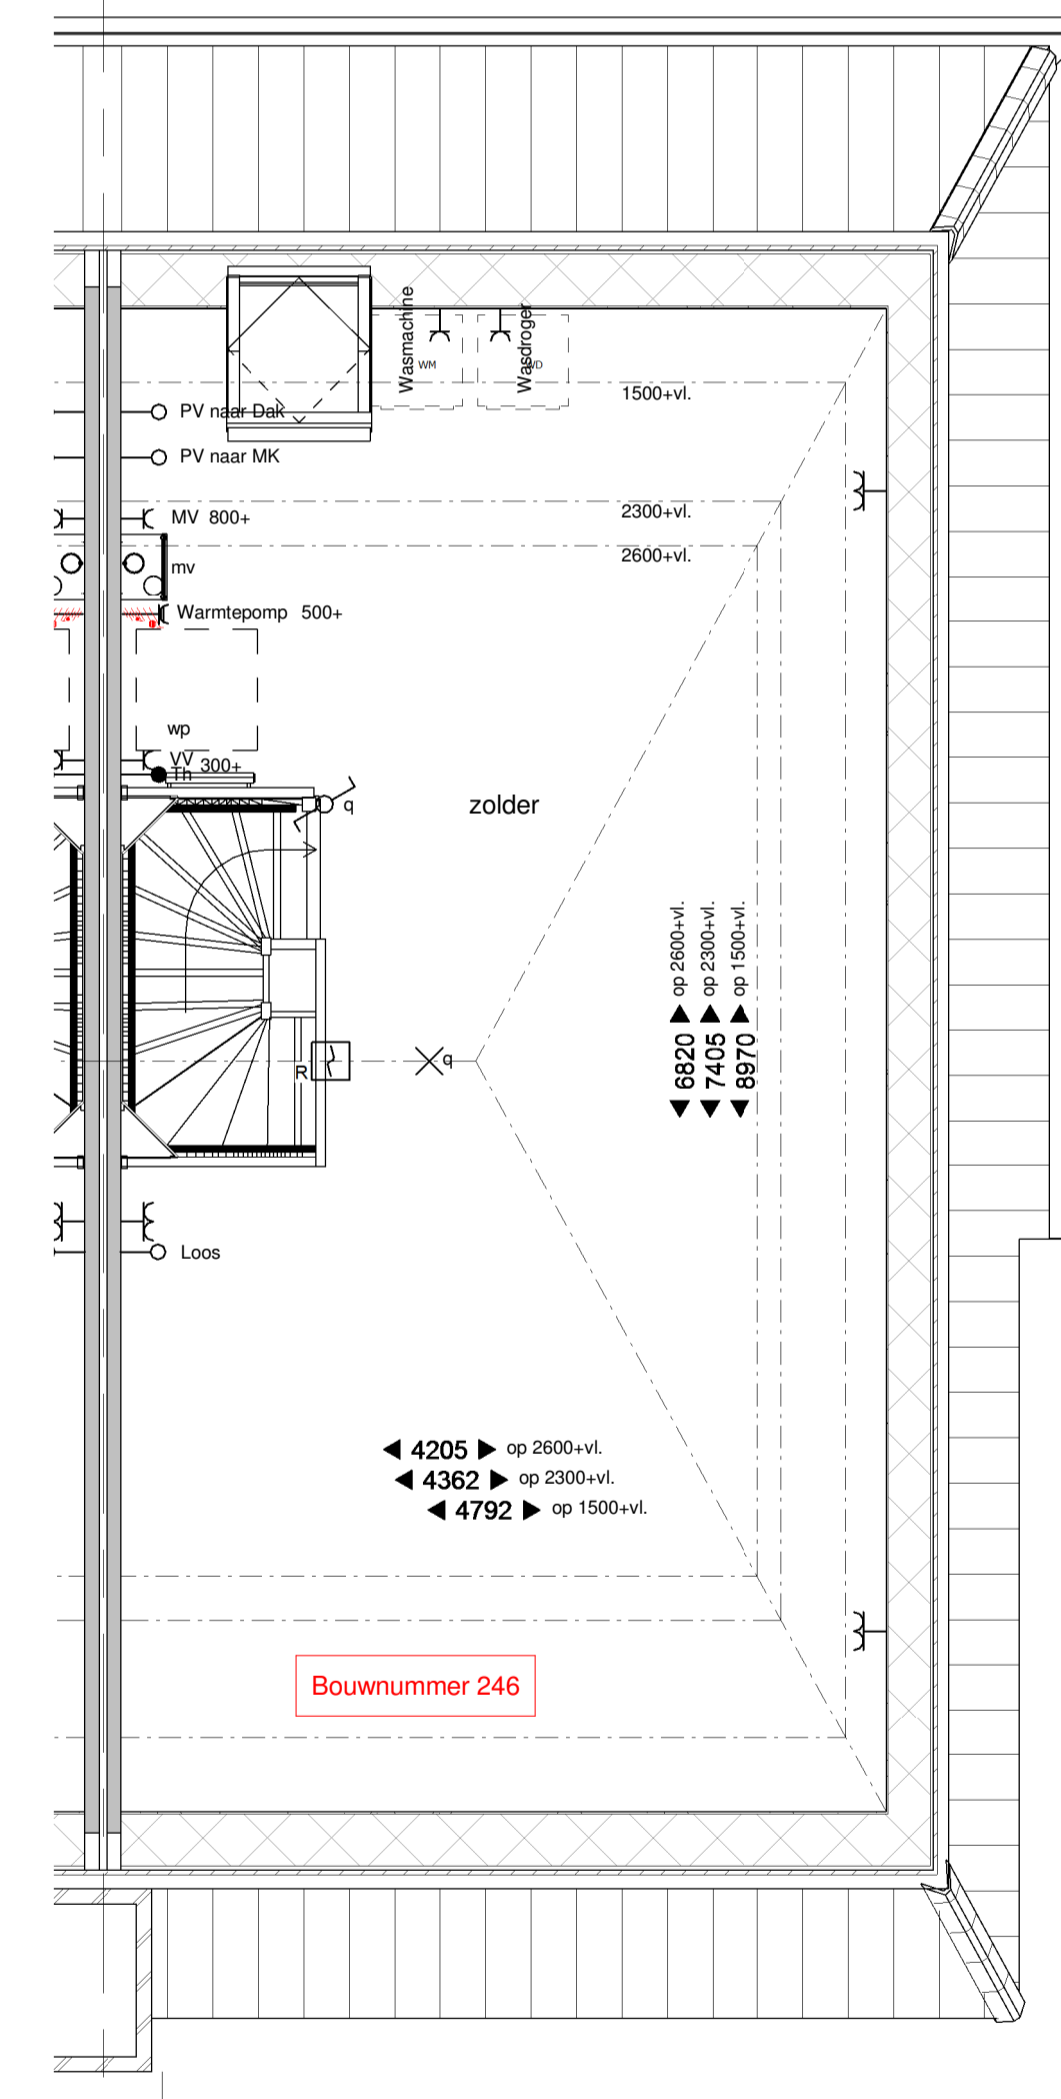 Wasmachine
WM
Wasdroger
WD
1500+vl.
PV naar Dak
PV naar MK
MV 800+
2300+vl.
2600+vl.
mv
Warmtepomp 500+
wp
VV
300+
Th
q
zolder
6820 op 2600+vl.
7405 op 2300+vl.
8970 op 1500+vl.
R
q
Loos
4205 op 2600+vl.
4362 op 2300+vl.
4792 op 1500+vl.
Bouwnummer 246